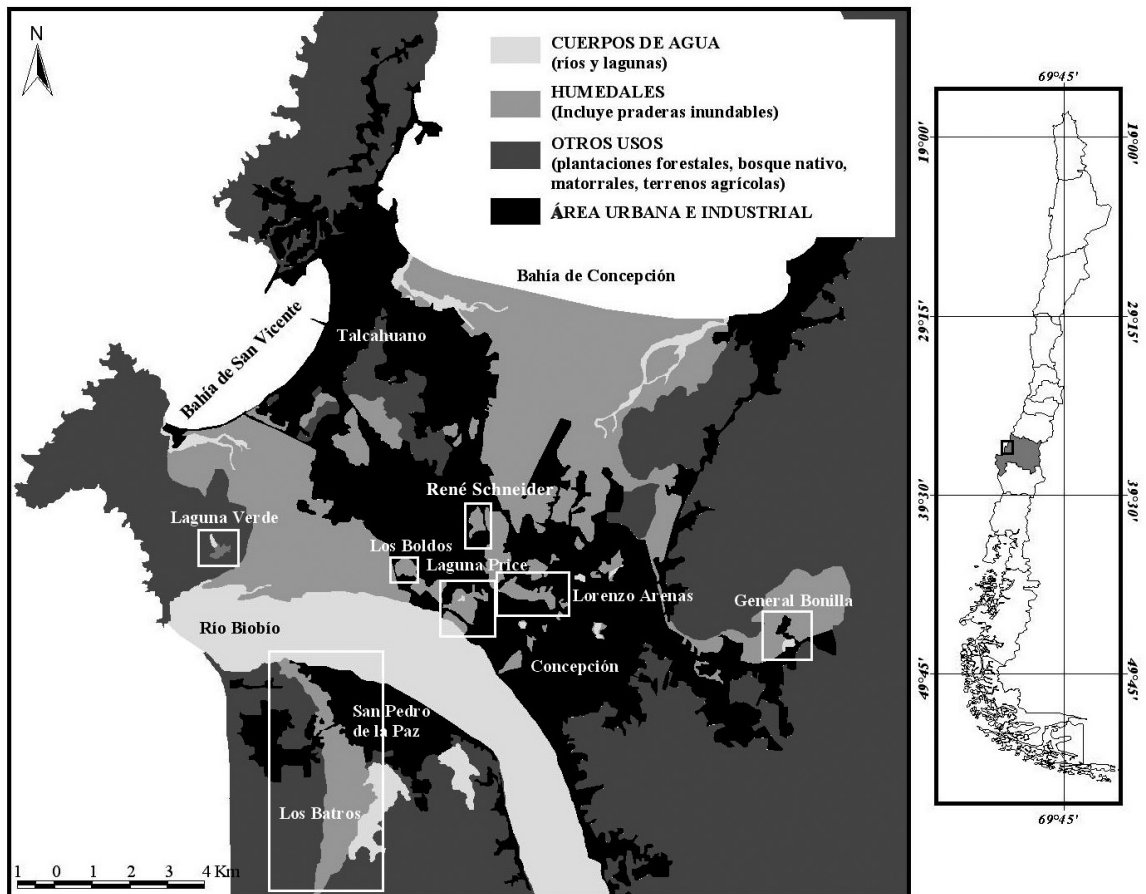 N
CUERPOS DE AGUA
(ríos y lagunas)
HUMEDALES
(Incluye praderas inundables)
OTROS USOS
(plantaciones forestales, bosque nativo,
matorrales, terrenos agrícolas)
ÁREA URBANA E INDUSTRIAL
Bahía de Concepción
Bahía de San Vicente
Talcahuano
René Schneider
Laguna Verde
Los Boldos
Laguna Price
Lorenzo Arenas
General Bonilla
Río Biobío
Concepción
San Pedro
de la Paz
Los Batros
1 0 1 2 3 4 Km
69°45'
19°00'
19°00'
29°15'
29°15'
39°30'
39°30'
49°45'
49°45'
69°45'